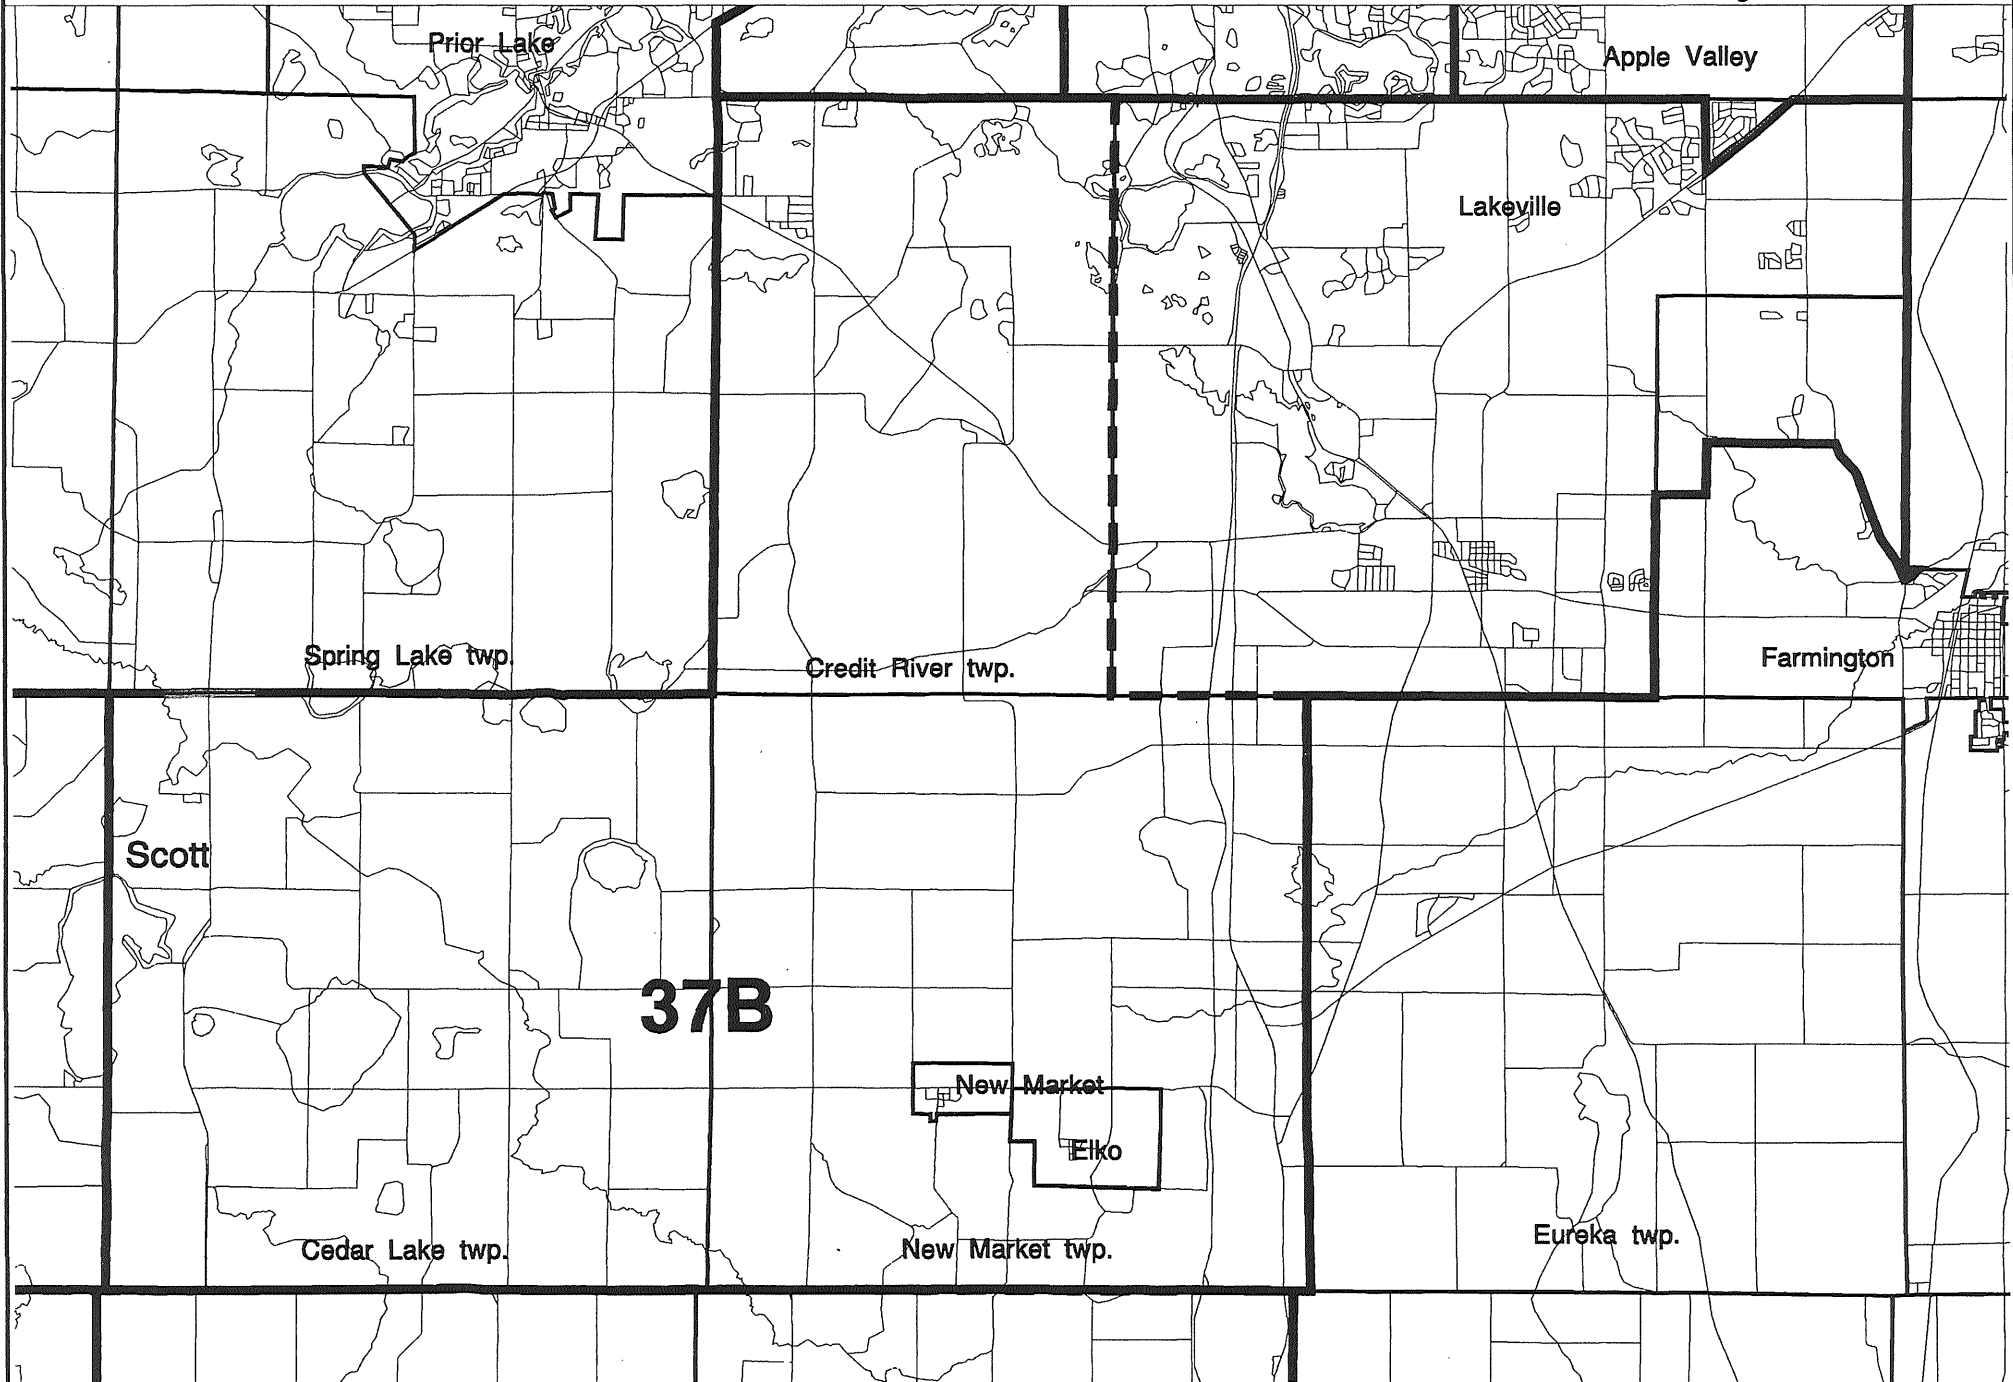 Prior Lake
Apple Valley
Lakeville
Spring Lake twp.
Credit River twp.
Farmington
Scott
37B
New Market
Elko
Cedar Lake twp.
New Market twp.
Eureka twp.